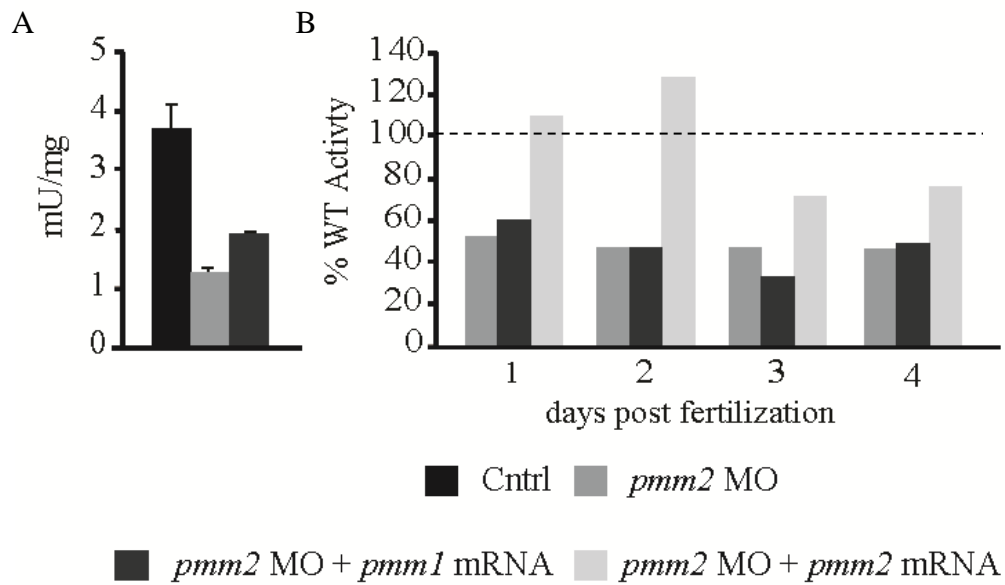 A
B
mU/mg
5
4
3
2
1
0
% WT Activty
140
120
100
80
60
40
20
0
1 2 3 4
days post fertilization
Cntrl pmm2 MO
pmm2 MO + pmm1 mRNA pmm2 MO + pmm2 mRNA